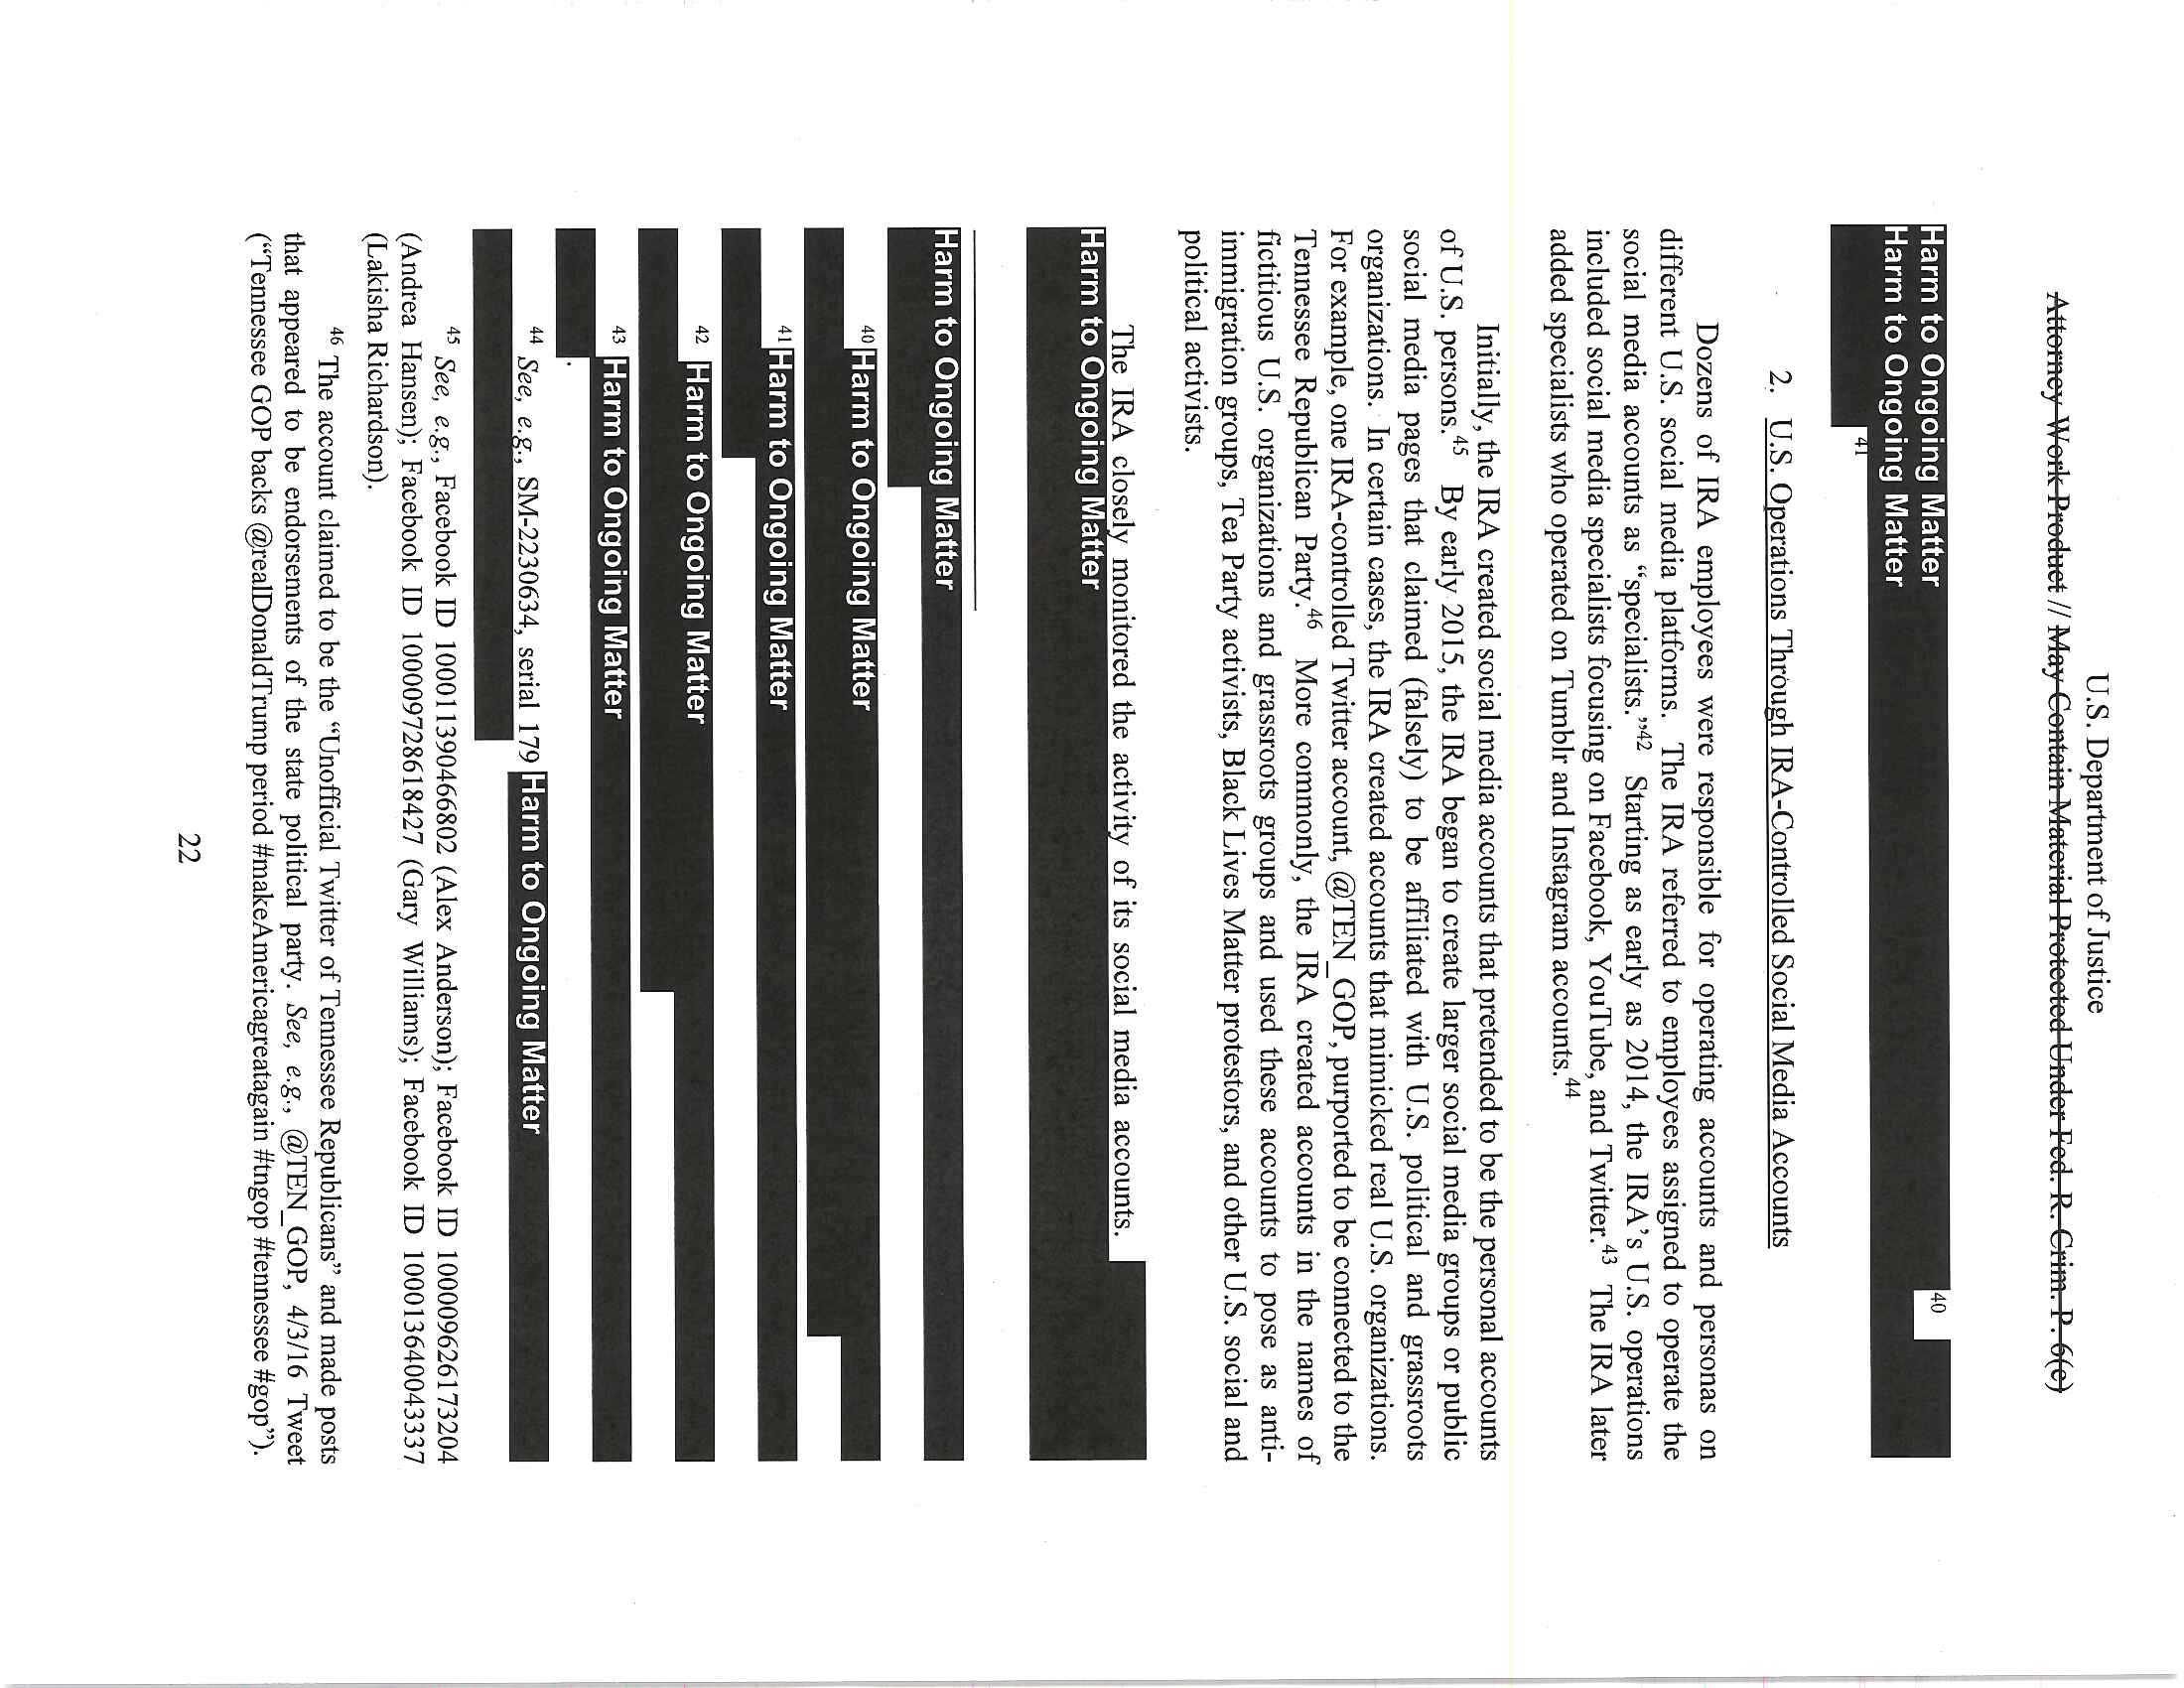 U.S. Department of Justice
Attorney Work Product // May Contain Material Protected Under Fed. R. Crim. P. 6(e)
Harm to Ongoing Matter 40
Harm to Ongoing Matter
41
2. U.S. Operations Through IRA-Controlled Social Media Accounts
Dozens of IRA employees were responsible for operating accounts and personas on
different U.S. social media platforms. The IRA referred to employees assigned to operate the
social media accounts as “specialists.”42 Starting as early as 2014, the IRA’s U.S. operations
included social media specialists focusing on Facebook, YouTube, and Twitter.43 The IRA later
added specialists who operated on Tumblr and Instagram accounts.44
Initially, the IRA created social media accounts that pretended to be the personal accounts
of U.S. persons.45 By early 2015, the IRA began to create larger social media groups or public
social media pages that claimed (falsely) to be affiliated with U.S. political and grassroots
organizations. In certain cases, the IRA created accounts that mimicked real U.S. organizations.
For example, one IRA-controlled Twitter account, @TEN_GOP, purported to be connected to the
Tennessee Republican Party.46 More commonly, the IRA created accounts in the names of
fictitious U.S. organizations and grassroots groups and used these accounts to pose as anti-
immigration groups, Tea Party activists, Black Lives Matter protestors, and other U.S. social and
political activists.
The IRA closely monitored the activity of its social media accounts.
Harm to Ongoing Matter
Harm to Ongoing Matter
40 Harm to Ongoing Matter
41 Harm to Ongoing Matter
42 Harm to Ongoing Matter
43 Harm to Ongoing Matter
.
44 See, e.g., SM-2230634, serial 179 Harm to Ongoing Matter
45 See, e.g., Facebook ID 100011390466802 (Alex Anderson); Facebook ID 100009626173204
(Andrea Hansen); Facebook ID 100009728618427 (Gary Williams); Facebook ID 100013640043337
(Lakisha Richardson).
46 The account claimed to be the “Unofficial Twitter of Tennessee Republicans” and made posts
that appeared to be endorsements of the state political party. See, e.g., @TEN_GOP, 4/3/16 Tweet
(“Tennessee GOP backs @realDonaldTrump period #makeAmericagreatagain #tngop #tennessee #gop”).
22